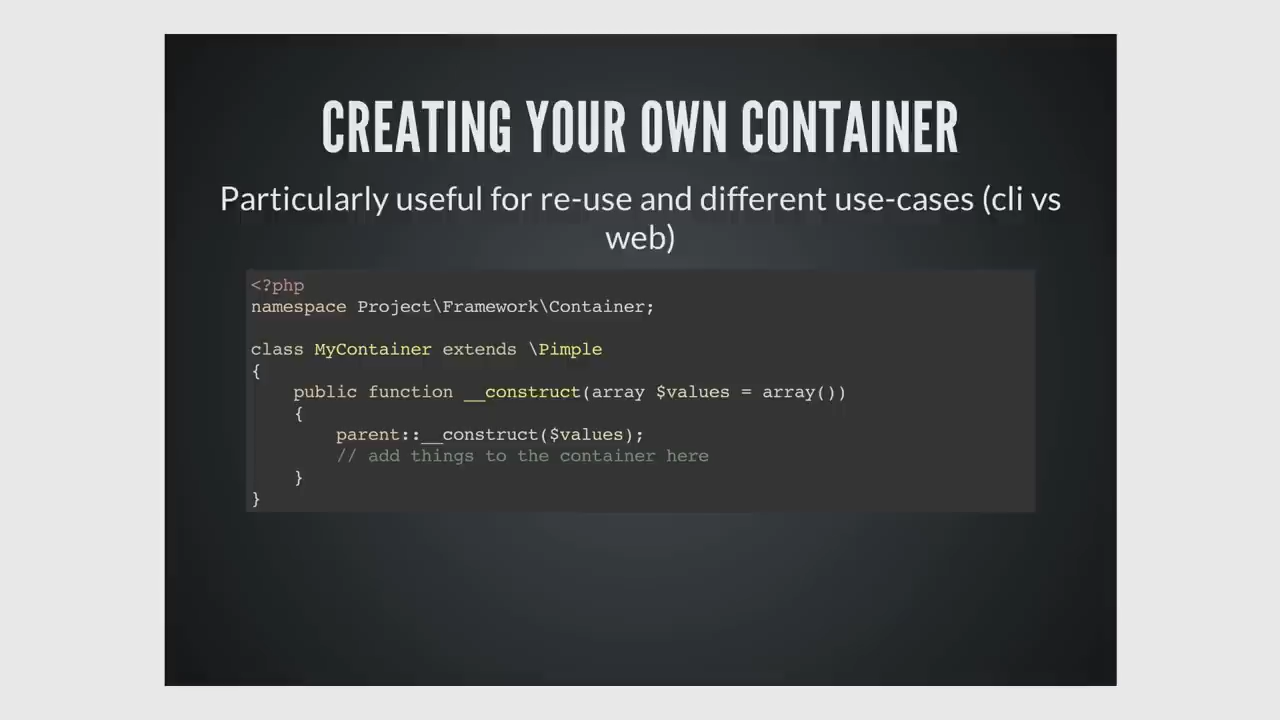 CREATING YOUR OWN CONTAINER
Particularly useful for re-use and different use-cases (cli vs
web)
<?php
namespace Project\Framework\Container;
class MyContainer extends \Pimple
{
    public function __construct(array $values = array())
    {
        parent::__construct($values);
        // add things to the container here
    }
}